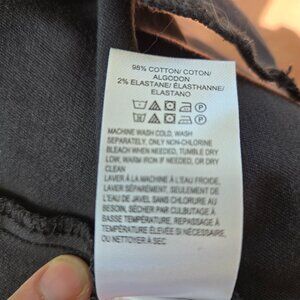 98% COTTON/ COTON/
ALGODON
2% ELASTANE/ ÉLASTHANNE/
ELASTANO
P
MACHINE WASH COLD, WASH
SEPARATELY, ONLY NON-CHLORINE
BLEACH WHEN NEEDED, TUMBLE DRY
LOW, WARM IRON IF NEEDED, OR DRY
CLEAN
LAVER À LA MACHINE À L'EAU FROIDE,
LAVER SÉPARÉMENT, SEULEMENT DE
L'EAU DE JAVEL SANS CHLORURE AU
BESOIN, SÉCHER PAR CULBUTAGE À
BASSE TEMPÉRATURE, REPASSAGE À
TEMPÉRATURE ÉLEVÉE SI NÉCESSAIRE,
OU NETTOYER À SEC